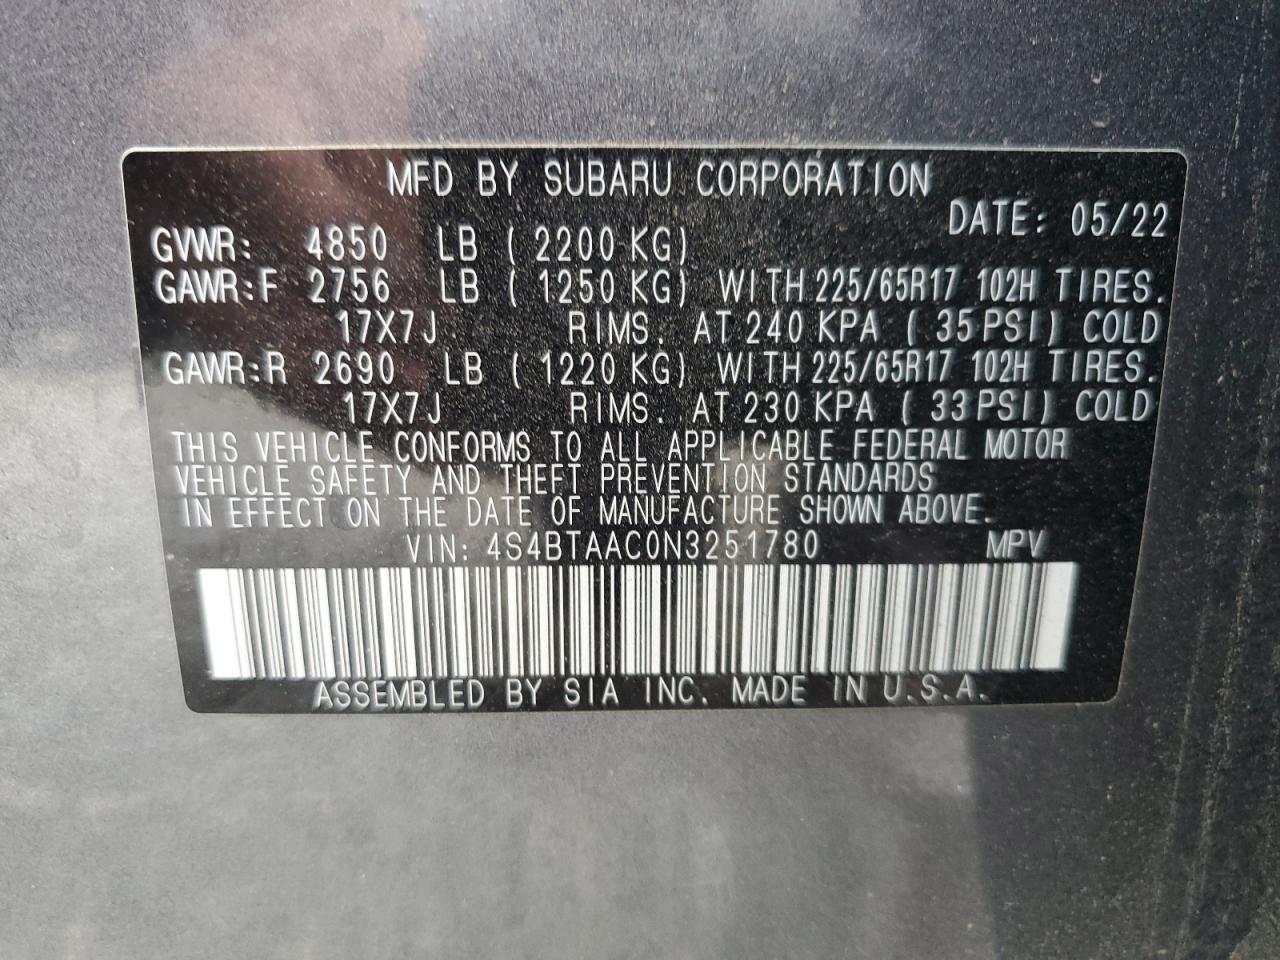 MFD BY SUBARU CORPORATION
DATE: 05/22
GVWR: 4850 LB ( 2200 KG)
GAWR:F 2756 LB ( 1250 KG) WITH 225/65R17 102H TIRES.
17X7J RIMS. AT 240 KPA ( 35 PSI) COLD
GAWR:R 2690 LB ( 1220 KG) WITH 225/65R17 102H TIRES.
17X7J RIMS. AT 230 KPA ( 33 PSI) COLD
THIS VEHICLE CONFORMS TO ALL APPLICABLE FEDERAL MOTOR
VEHICLE SAFETY AND THEFT PREVENTION STANDARDS
IN EFFECT ON THE DATE OF MANUFACTURE SHOWN ABOVE.
VIN: 4S4BTAAC0N3251780 MPV
ASSEMBLED BY SIA INC. MADE IN U.S.A.